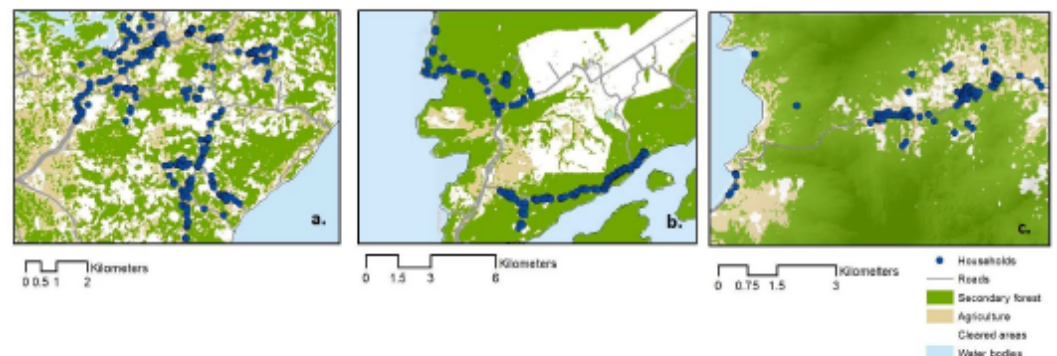 a.
b.
c.
Kilometers
0 0.5 1 2
Kilometers
0 1.5 3 6
Kilometers
0 0.75 1.5 3
Households
Roads
Secondary forest
Agriculture
Cleared areas
Water bodies